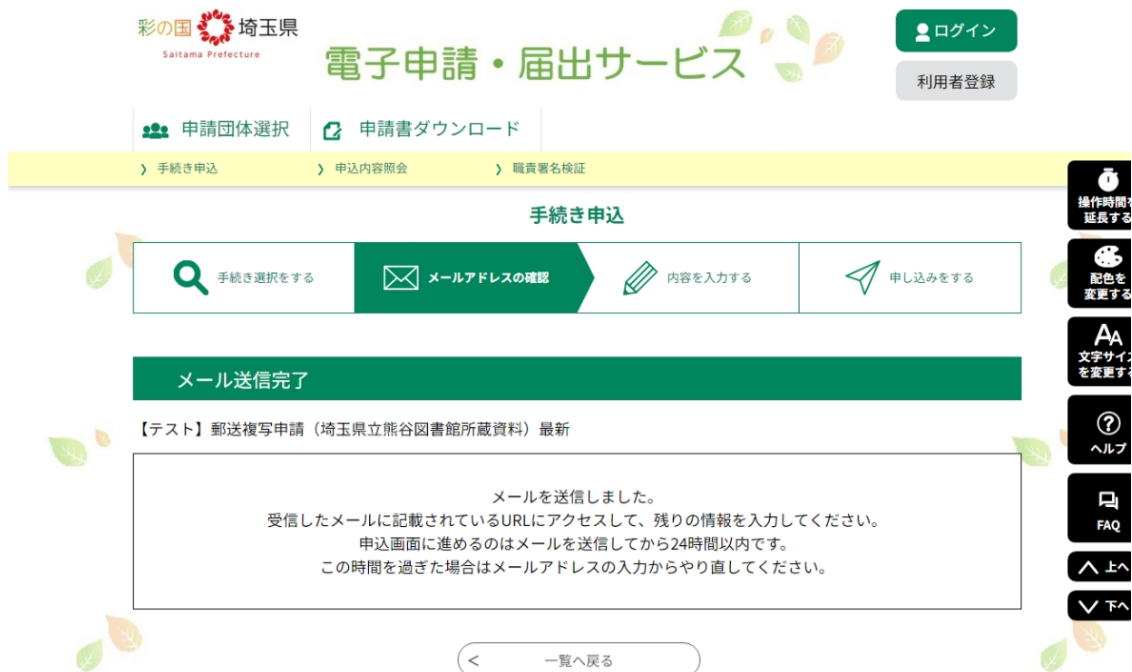 彩の国 埼玉県
Saitama Prefecture
電子申請・届出サービス
ログイン
利用者登録
申請団体選択
申請書ダウンロード
手続き申込
申込内容照会
職責署名検証
手続き申込
手続き選択をする
メールアドレスの確認
内容を入力する
申し込みをする
メール送信完了
【テスト】郵送複写申請（埼玉県立熊谷図書館所蔵資料）最新
メールを送信しました。
受信したメールに記載されているURLにアクセスして、残りの情報を入力してください。
申込画面に進めるのはメールを送信してから24時間以内です。
この時間を過ぎた場合はメールアドレスの入力からやり直してください。
< 一覧へ戻る
操作時間を
延長する
配色を
変更する
文字サイズ
を変更する
ヘルプ
FAQ
上へ
下へ